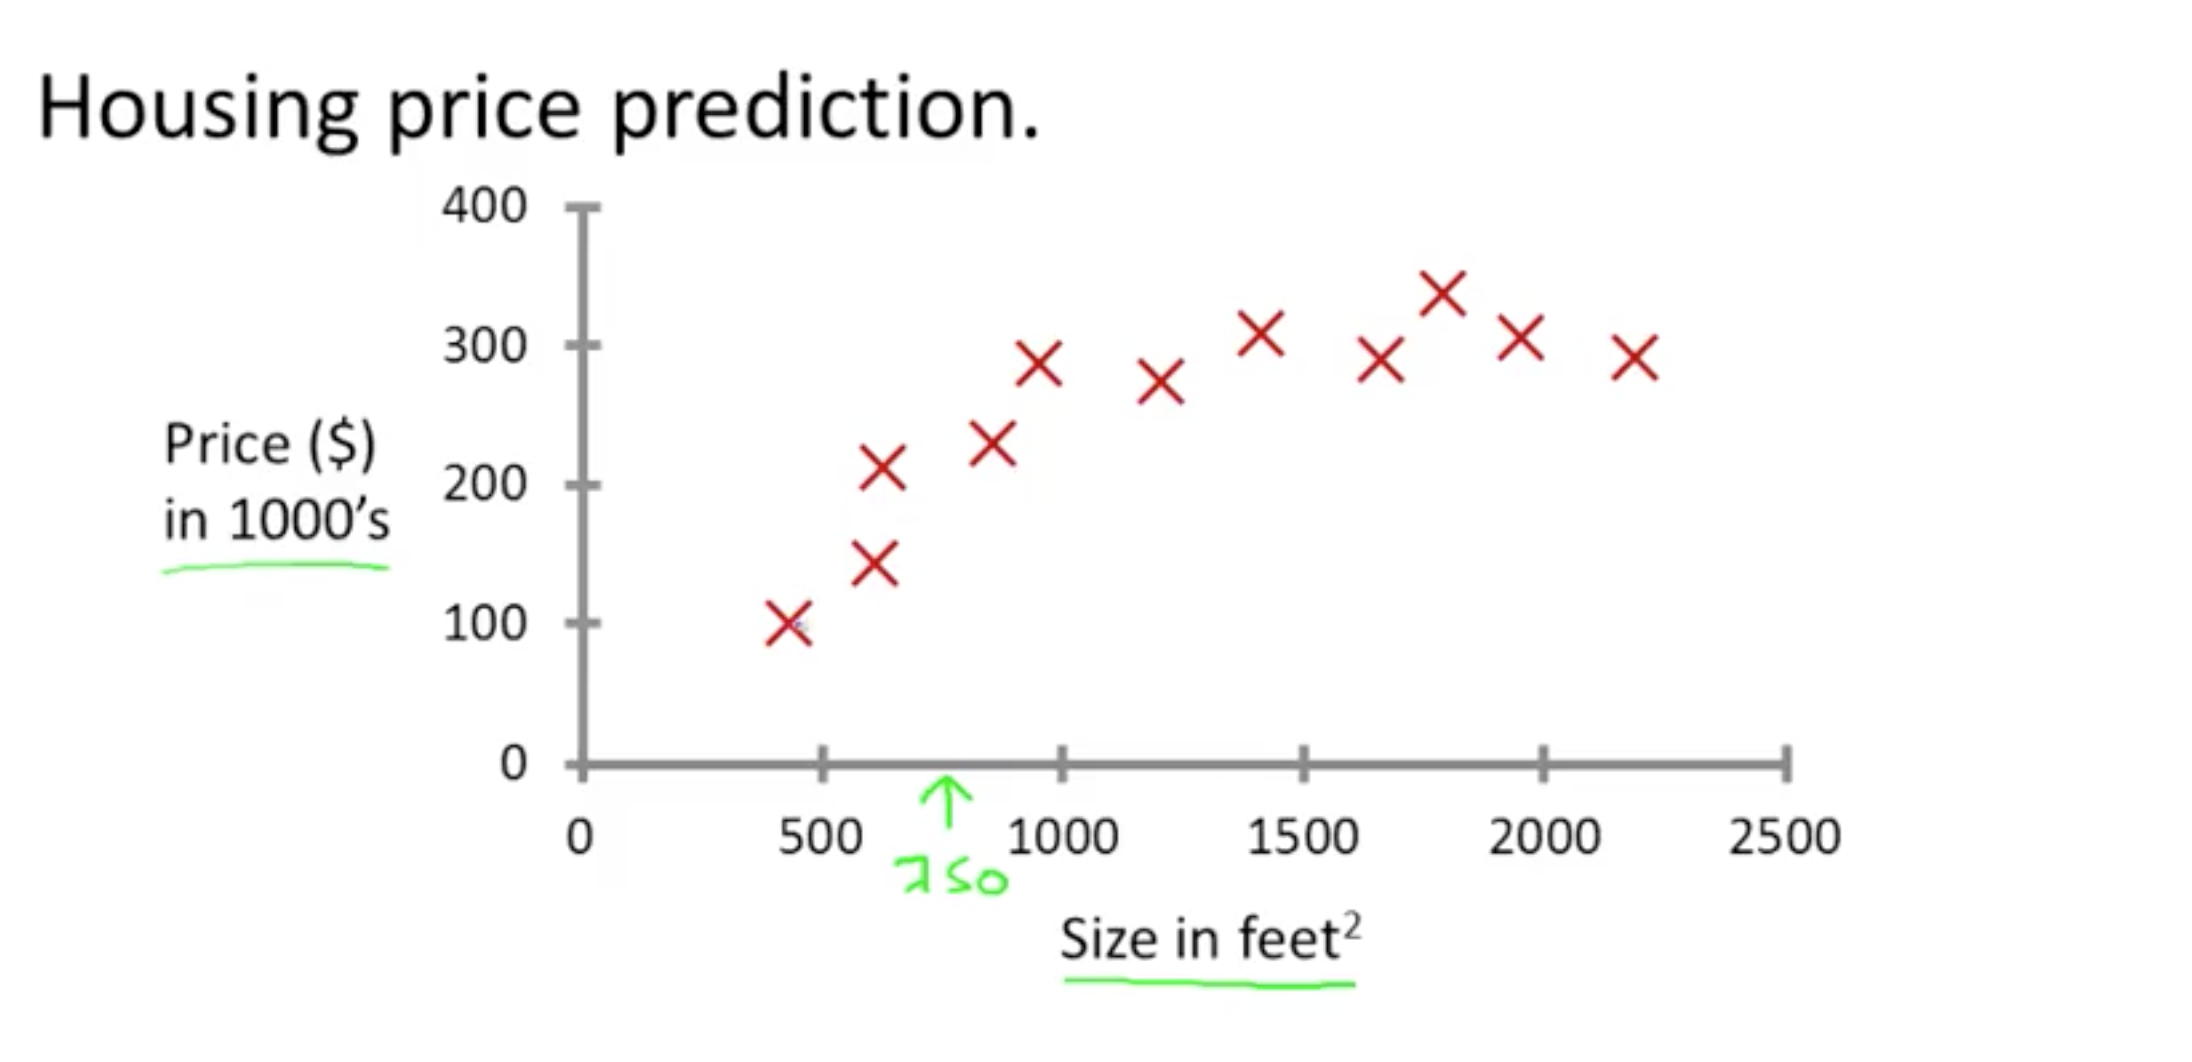 Housing price prediction.
400
300
Price ($)
200
in 1000's
100
0
0 500 1000 1500 2000 2500
750
Size in feet²